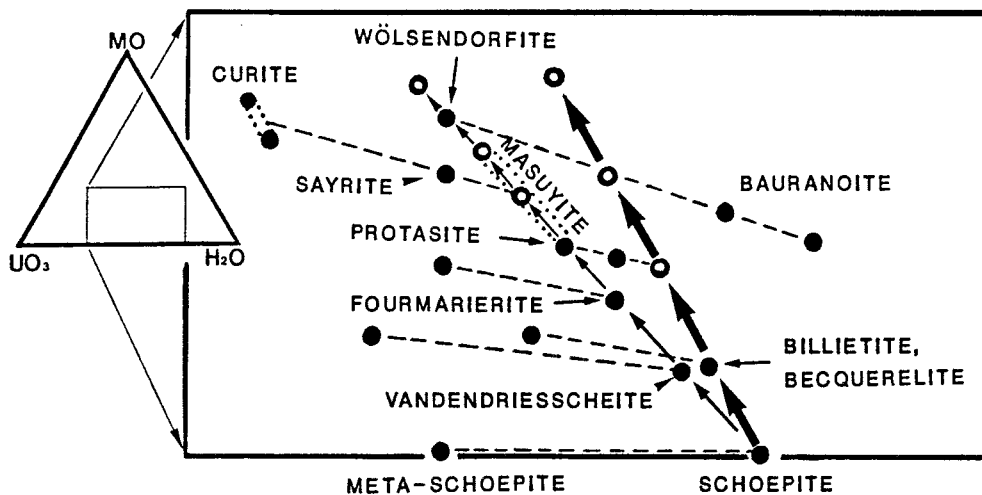 MO
UO₃
H₂O
WÖLSENDORFITE
CURITE
MASUYITE
SAYRITE
BAURANOITE
PROTASITE
FOURMARIERITE
BILLIETITE,
BECQUERELITE
VANDENDRIESSCHEITE
META-SCHOEPITE
SCHOEPITE